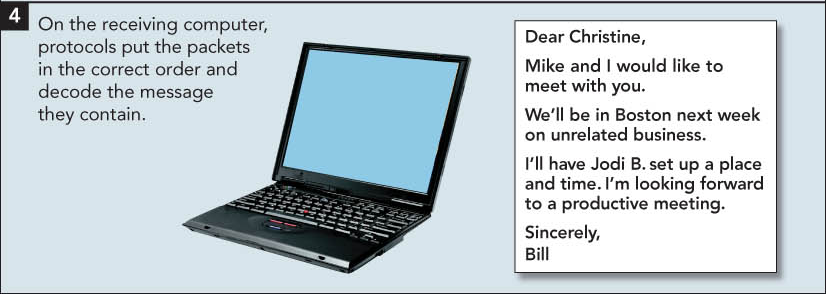 4
On the receiving computer,
protocols put the packets
in the correct order and
decode the message
they contain.
Dear Christine,
Mike and I would like to
meet with you.
We'll be in Boston next week
on unrelated business.
I'll have Jodi B. set up a place
and time. I'm looking forward
to a productive meeting.
Sincerely,
Bill